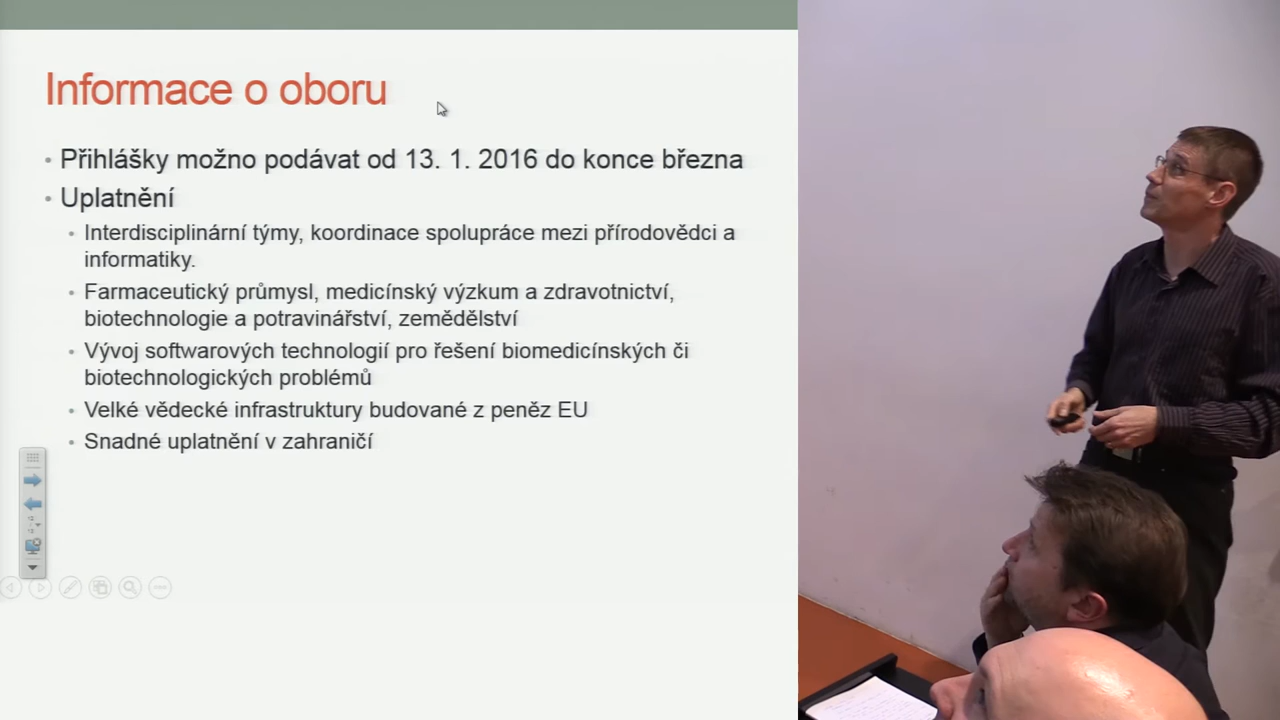 Informace o oboru
• Přihlášky možno podávat od 13. 1. 2016 do konce března
• Uplatnění
• Interdisciplinární týmy, koordinace spolupráce mezi přírodovědci a
informatiky.
• Farmaceutický průmysl, medicínský výzkum a zdravotnictví,
biotechnologie a potravinářství, zemědělství
• Vývoj softwarových technologií pro řešení biomedicínských či
biotechnologických problémů
• Velké vědecké infrastruktury budované z peněz EU
• Snadné uplatnění v zahraničí